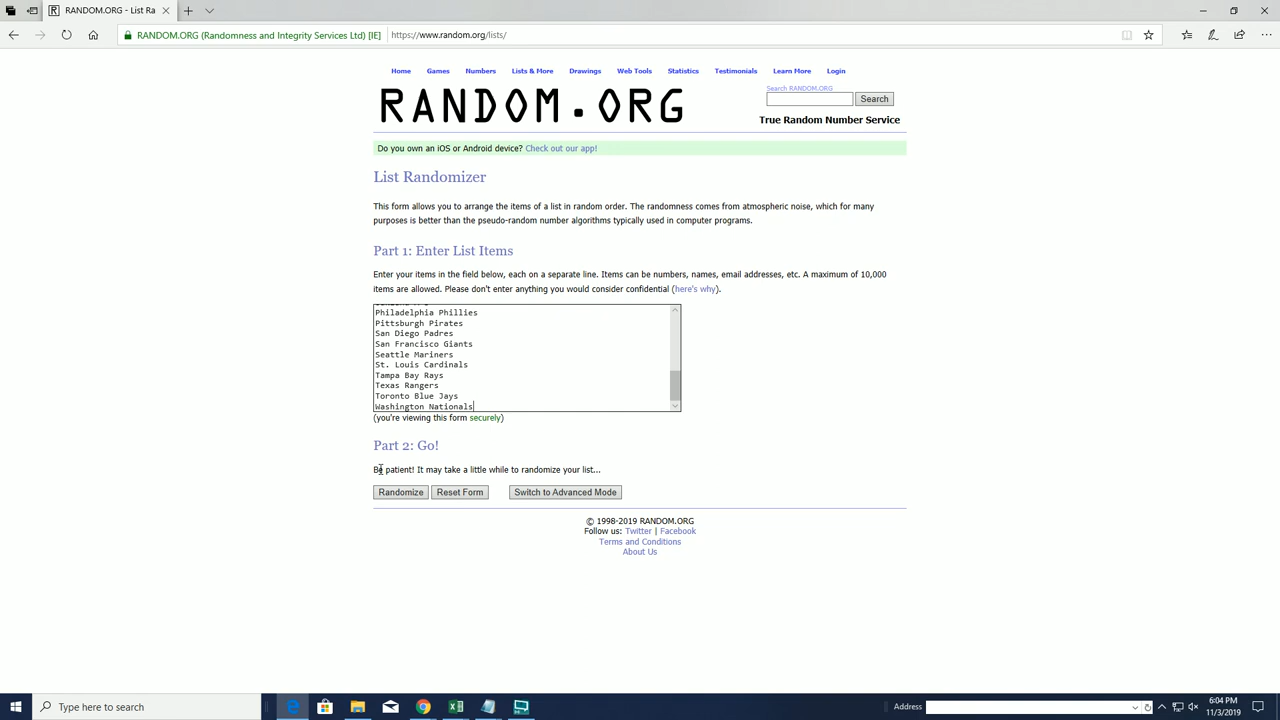 RANDOM.ORG - List Ra
RANDOM.ORG (Randomness and Integrity Services Ltd) [IE]
https://www.random.org/lists/
Home Games Numbers Lists & More Drawings Web Tools Statistics Testimonials Learn More Login
Search RANDOM.ORG
Search
RANDOM.ORG
True Random Number Service
Do you own an iOS or Android device? Check out our app!
List Randomizer
This form allows you to arrange the items of a list in random order. The randomness comes from atmospheric noise, which for many
purposes is better than the pseudo-random number algorithms typically used in computer programs.
Part 1: Enter List Items
Enter your items in the field below, each on a separate line. Items can be numbers, names, email addresses, etc. A maximum of 10,000
items are allowed. Please don't enter anything you would consider confidential (here's why).
Philadelphia Phillies
Pittsburgh Pirates
San Diego Padres
San Francisco Giants
Seattle Mariners
St. Louis Cardinals
Tampa Bay Rays
Texas Rangers
Toronto Blue Jays
Washington Nationals
(you're viewing this form securely)
Part 2: Go!
Be patient! It may take a little while to randomize your list...
Randomize Reset Form Switch to Advanced Mode
© 1998-2019 RANDOM.ORG
Follow us: Twitter | Facebook
Terms and Conditions
About Us
Type here to search
Address
6:04 PM
11/3/2019